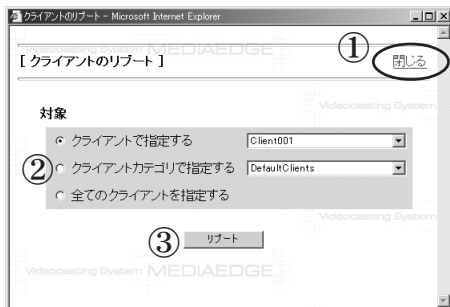 クライアントのリブート - Microsoft Internet Explorer
Videocasting System MEDIAEDGE
①
[ クライアントのリブート ]
閉じる
Videocasting System
対象
クライアントで指定する
Client001
②
クライアントカテゴリで指定する
DefaultClients
全てのクライアントを指定する
Videocasting System
③
リブート
Videocasting System MEDIAEDGE